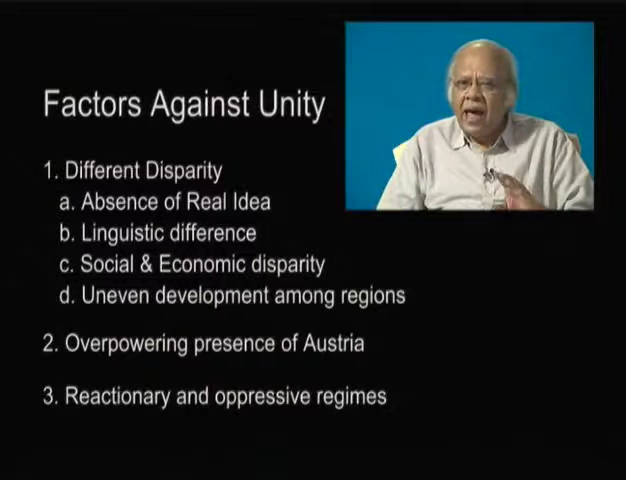 Factors Against Unity
1. Different Disparity
a. Absence of Real Idea
b. Linguistic difference
c. Social & Economic disparity
d. Uneven development among regions
2. Overpowering presence of Austria
3. Reactionary and oppressive regimes